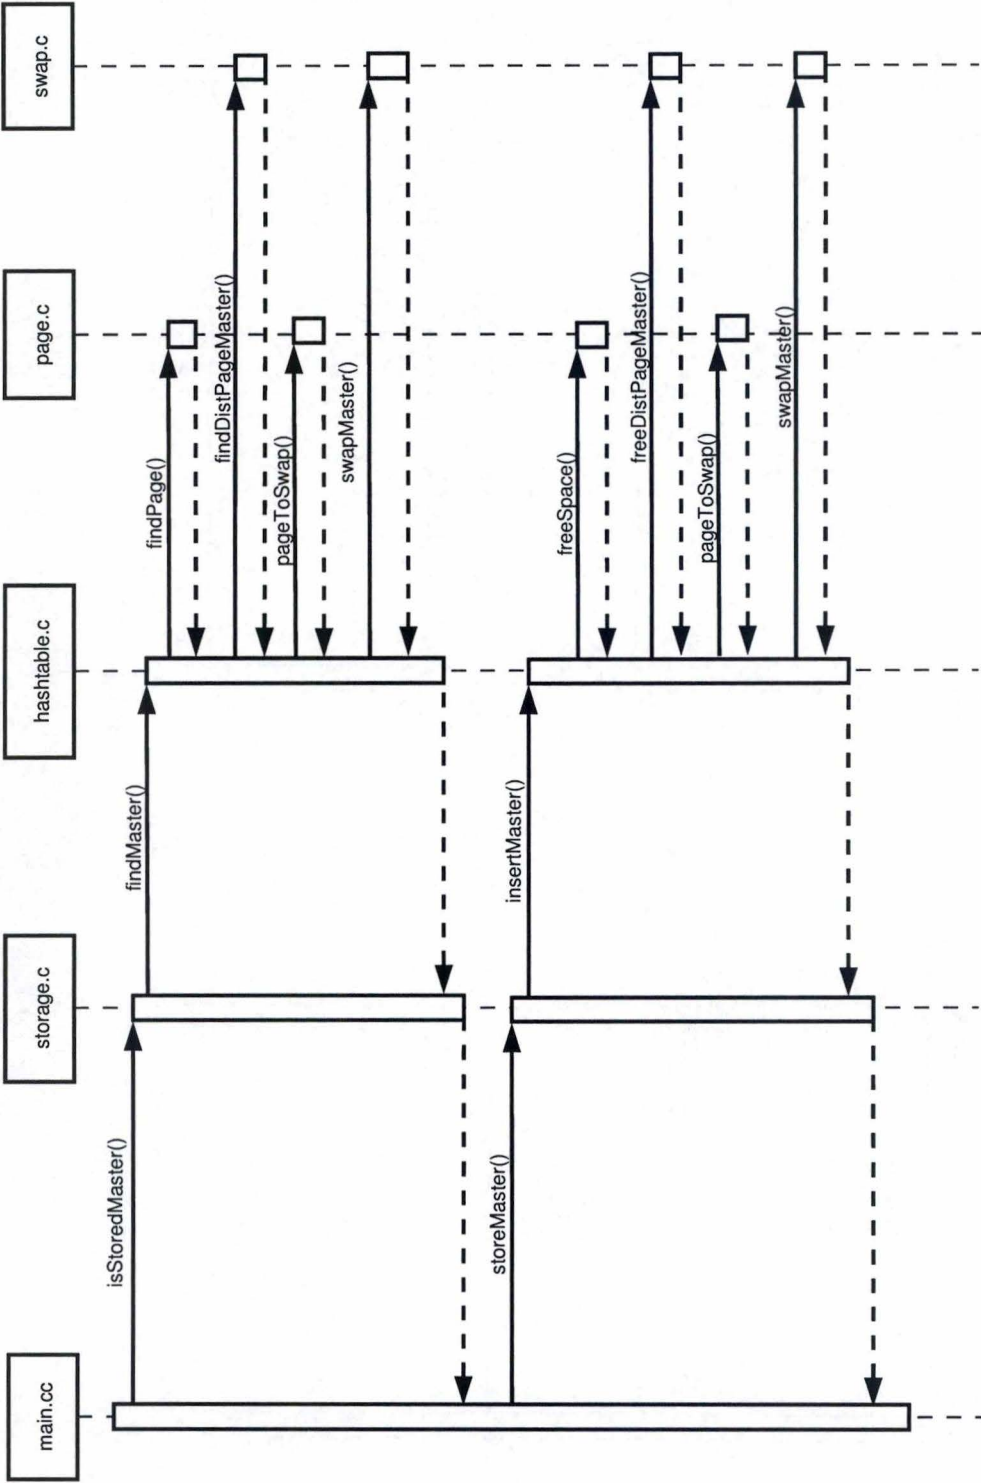 main.cc
storage.c
hashtable.c
page.c
swap.c
isStoredMaster()
findMaster()
findPage()
findDistPageMaster()
pageToSwap()
swapMaster()
storeMaster()
insertMaster()
freeSpace()
freeDistPageMaster()
pageToSwap()
swapMaster()